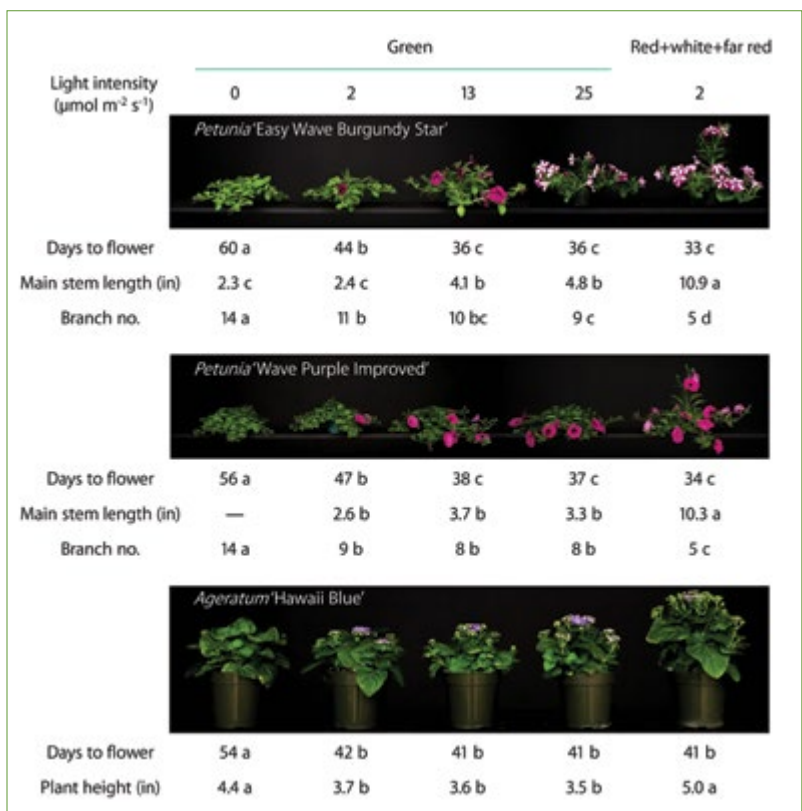 Green Red+white+far red
Light intensity
(µmol m-2 s-1) 0 2 13 25 2
Petunia 'Easy Wave Burgundy Star'
Days to flower 60 a 44 b 36 c 36 c 33 c
Main stem length (in) 2.3 c 2.4 c 4.1 b 4.8 b 10.9 a
Branch no. 14 a 11 b 10 bc 9 c 5 d
Petunia 'Wave Purple Improved'
Days to flower 56 a 47 b 38 c 37 c 34 c
Main stem length (in) — 2.6 b 3.7 b 3.3 b 10.3 a
Branch no. 14 a 9 b 8 b 8 b 5 c
Ageratum 'Hawaii Blue'
Days to flower 54 a 42 b 41 b 41 b 41 b
Plant height (in) 4.4 a 3.7 b 3.6 b 3.5 b 5.0 a